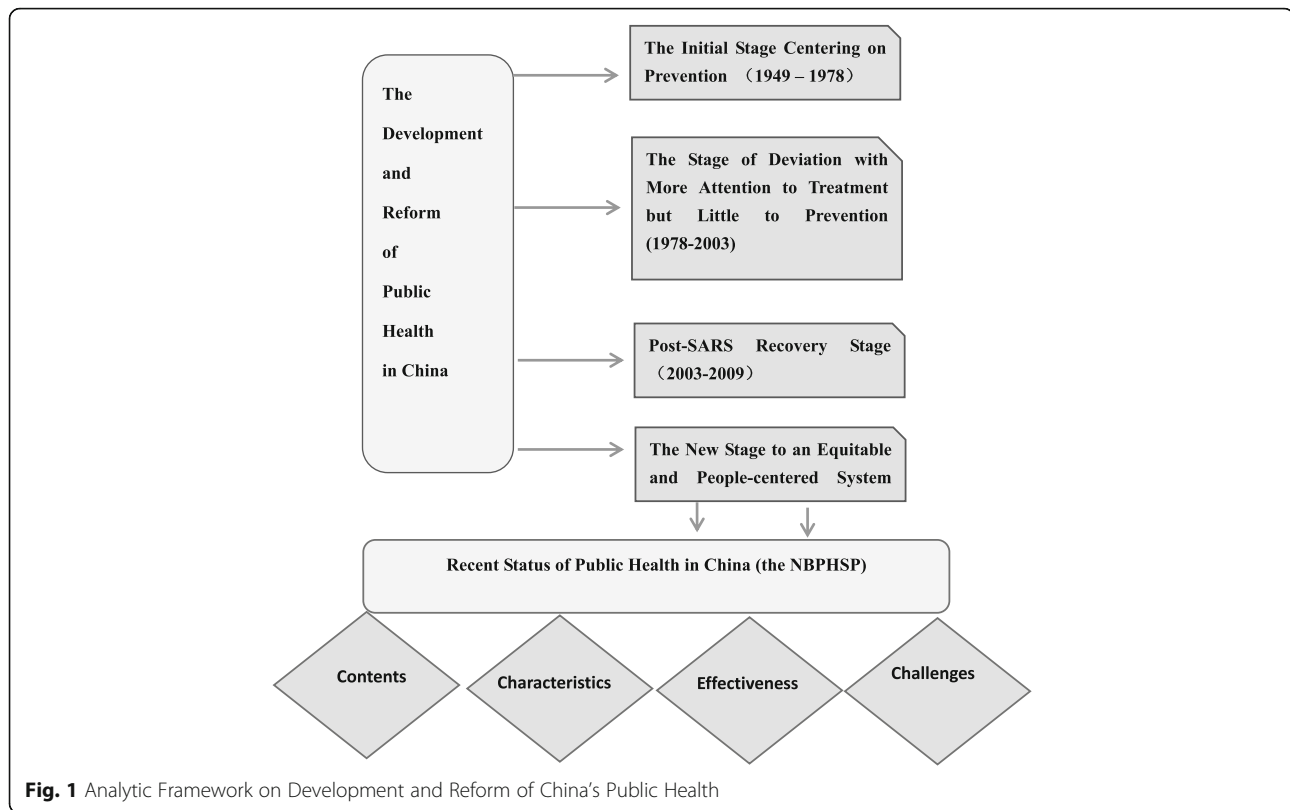 The
Development
and
Reform
of
Public
Health
in China
The Initial Stage Centering on
Prevention （1949 – 1978）
The Stage of Deviation with
More Attention to Treatment
but Little to Prevention
(1978-2003)
Post-SARS Recovery Stage
（2003-2009）
The New Stage to an Equitable
and People-centered System
Recent Status of Public Health in China (the NBPHSP)
Contents
Characteristics
Effectiveness
Challenges
Fig. 1 Analytic Framework on Development and Reform of China's Public Health